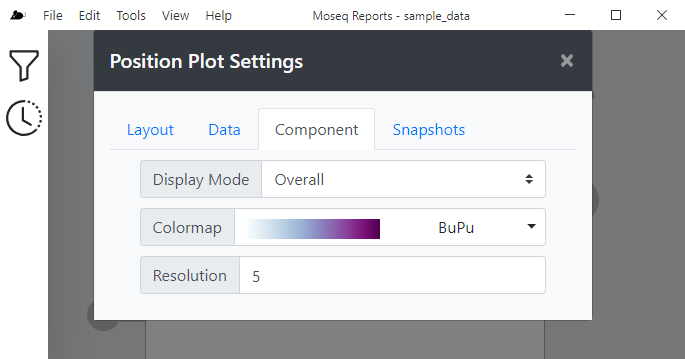 File Edit Tools View Help Moseq Reports - sample_data
Position Plot Settings
Layout Data Component Snapshots
Display Mode Overall
Colormap BuPu
Resolution 5